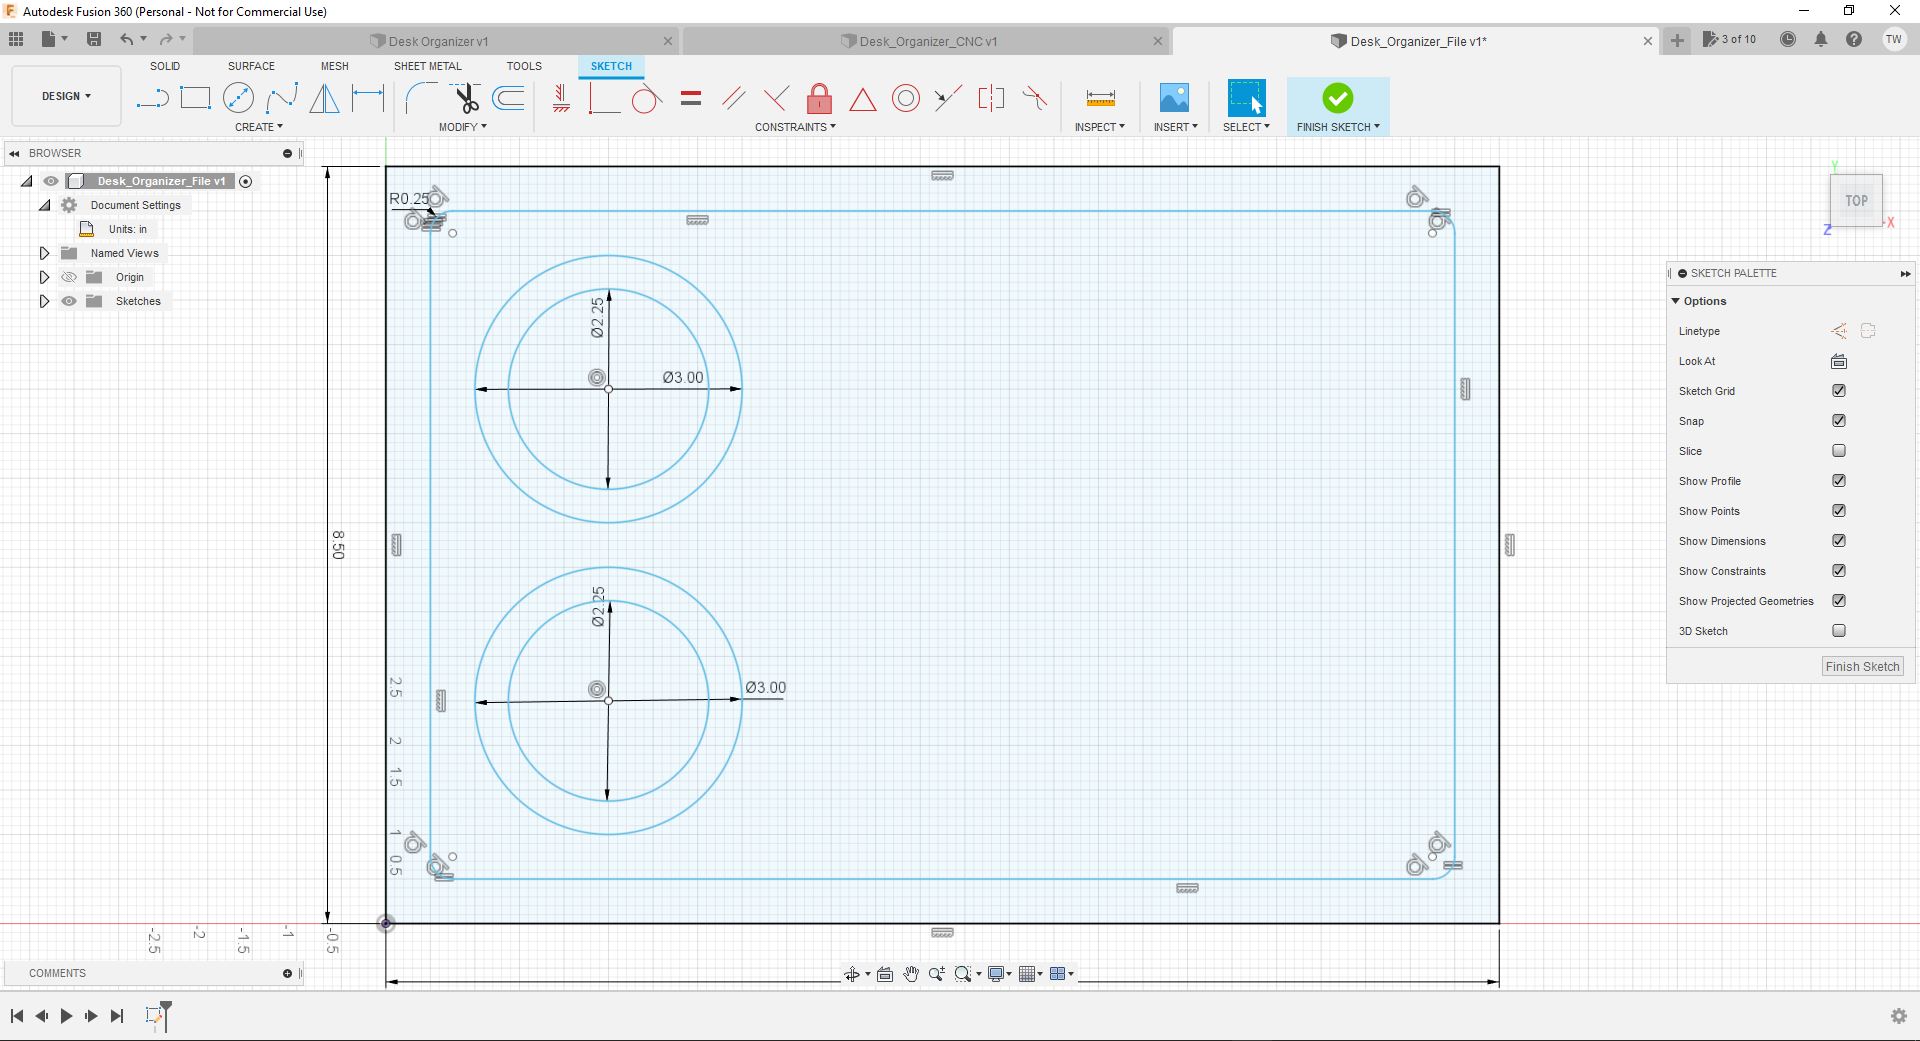 Autodesk Fusion 360 (Personal - Not for Commercial Use)
Desk Organizer v1
Desk_Organizer_CNC v1
Desk_Organizer_File v1*
3 of 10
TW
DESIGN
SOLID
SURFACE
MESH
SHEET METAL
TOOLS
SKETCH
CREATE
MODIFY
CONSTRAINTS
INSPECT
INSERT
SELECT
FINISH SKETCH
BROWSER
Desk_Organizer_File v1
Document Settings
Units: in
Named Views
Origin
Sketches
R0.25
Ø2.25
Ø3.00
8.50
Ø2.25
Ø3.00
2.5
2
1.5
1
0.5
-2.5
-2
-1.5
-1
-0.5
Y
TOP
Z
X
SKETCH PALETTE
Options
Linetype
Look At
Sketch Grid
Snap
Slice
Show Profile
Show Points
Show Dimensions
Show Constraints
Show Projected Geometries
3D Sketch
Finish Sketch
COMMENTS